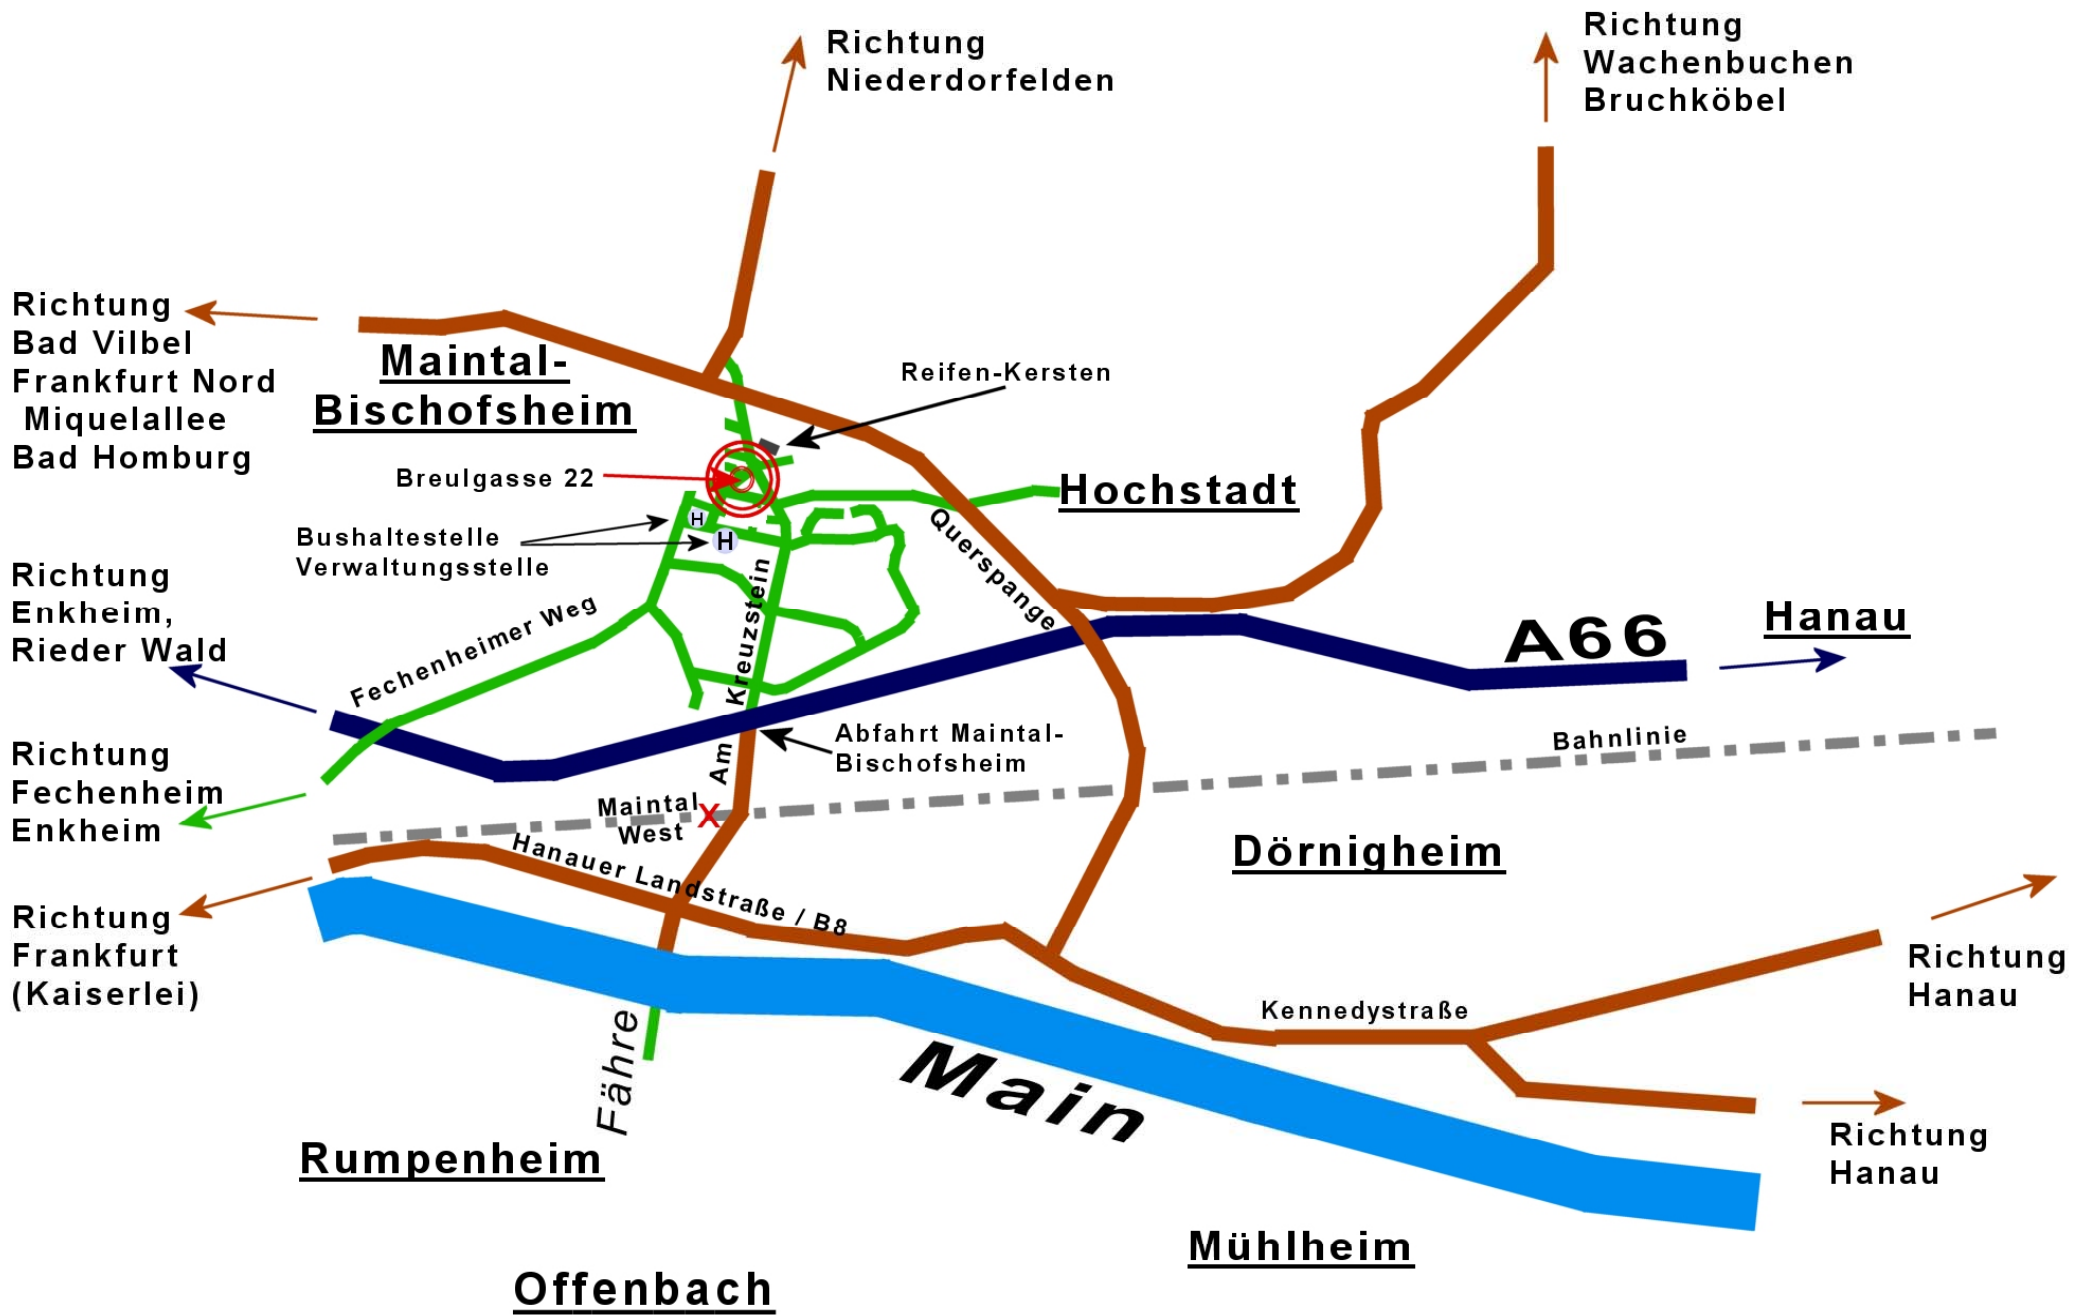 Richtung
Niederdorfelden
Richtung
Wachenbuchen
Bruchköbel
Richtung
Bad Vilbel
Frankfurt Nord
Miquelallee
Bad Homburg
Maintal-
Bischofsheim
Reifen-Kersten
Breulgasse 22
Hochstadt
Bushaltestelle
Verwaltungsstelle
H
H
Querspange
Richtung
Enkheim,
Rieder Wald
Fechenheimer Weg
Am Kreuzstein
A66
Hanau
Abfahrt Maintal-
Bischofsheim
Bahnlinie
Richtung
Fechenheim
Enkheim
Maintal
West
X
Hanauer Landstraße / B8
Dörnigheim
Richtung
Frankfurt
(Kaiserlei)
Richtung
Hanau
Kennedystraße
Fähre
Main
Rumpenheim
Richtung
Hanau
Mühlheim
Offenbach